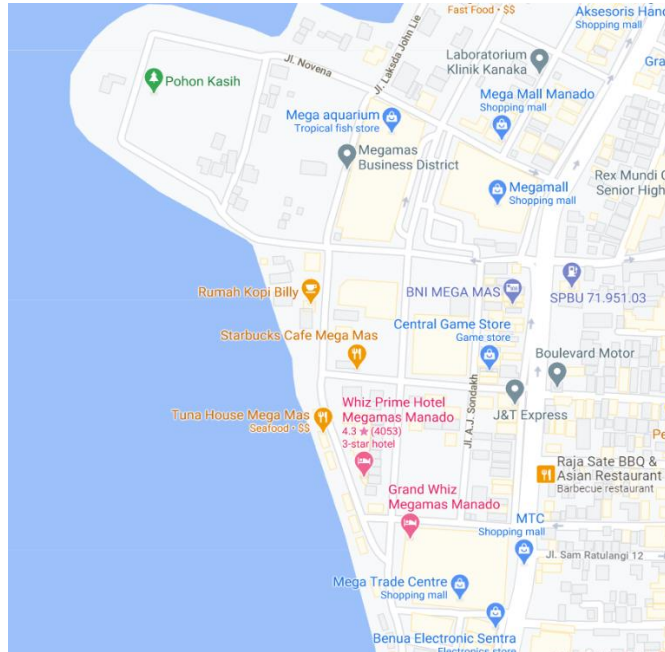 Fast Food • $$
Aksesoris Hand
Shopping mall
Jl. Laksda John Lie
Jl. Novena
Laboratorium
Klinik Kanaka
Gra
Pohon Kasih
Mega Mall Manado
Shopping mall
Mega aquarium
Tropical fish store
Megamas
Business District
Rex Mundi C
Senior High
Megamall
Shopping mall
Rumah Kopi Billy
BNI MEGA MAS
SPBU 71.951.03
Starbucks Cafe Mega Mas
Central Game Store
Game store
Boulevard Motor
Whiz Prime Hotel
Megamas Manado
4.3 ★ (4053)
3-star hotel
Tuna House Mega Mas
Seafood • $$
J&T Express
Jl. A.J. Sondakh
Pe
Raja Sate BBQ &
Asian Restaurant
Barbecue restaurant
Grand Whiz
Megamas Manado
MTC
Shopping mall
Jl. Sam Ratulangi 12
Mega Trade Centre
Shopping mall
Benua Electronic Sentra
Electronics store